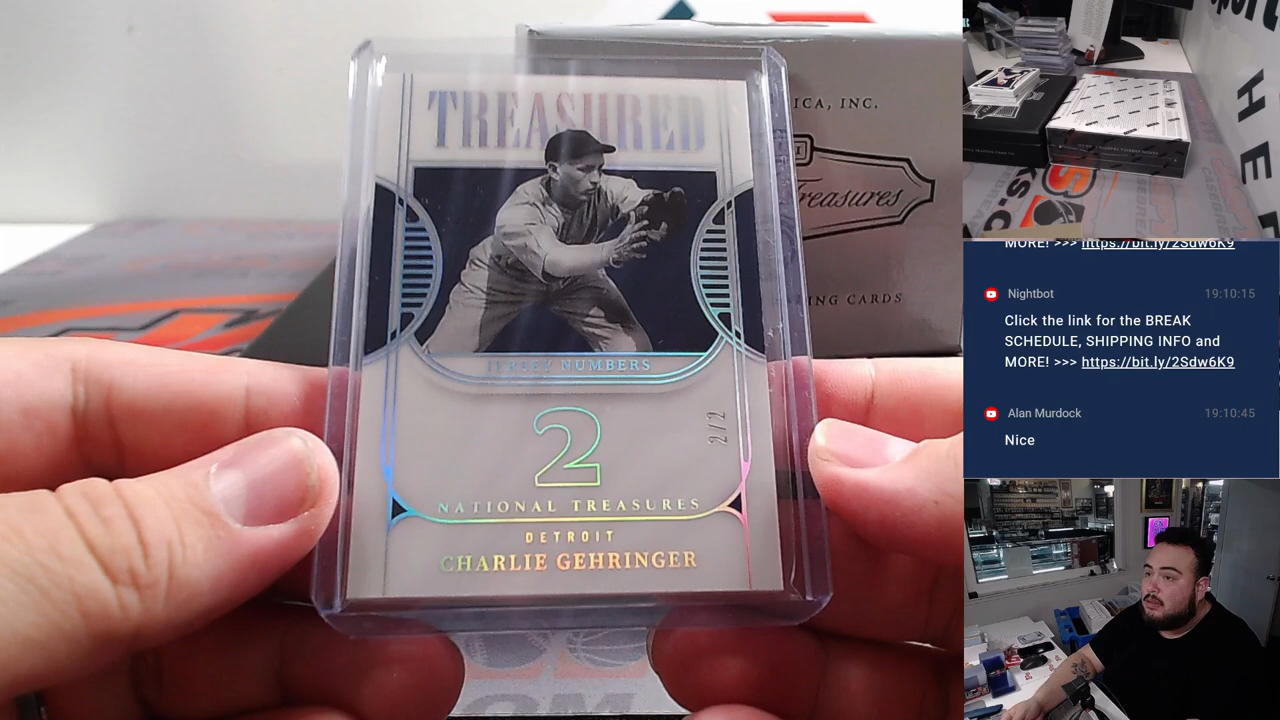 TREASURED
JERSEY NUMBERS
2
2/2
NATIONAL TREASURES
DETROIT
CHARLIE GEHRINGER
ICA, INC.
Treasures
ING CARDS
MORE! >>> https://bit.ly/2Sdw6K9
Nightbot 19:10:15
Click the link for the BREAK
SCHEDULE, SHIPPING INFO and
MORE! >>> https://bit.ly/2Sdw6K9
Alan Murdock 19:10:45
Nice